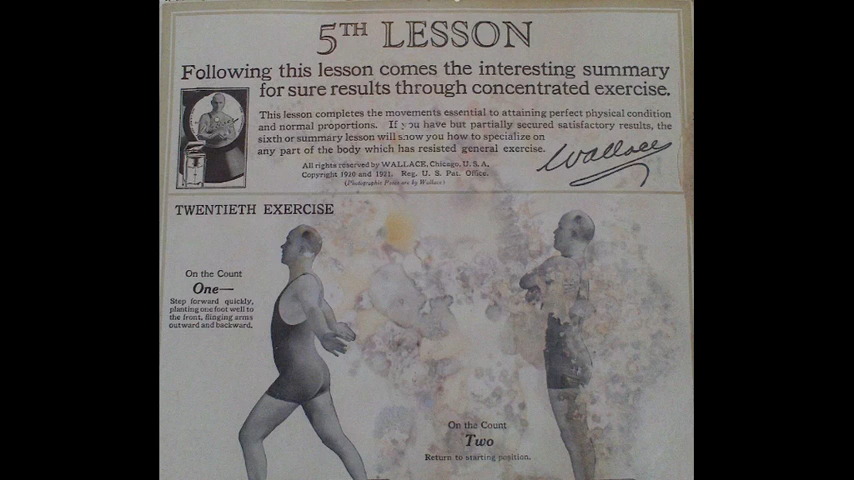 5TH LESSON
Following this lesson comes the interesting summary
for sure results through concentrated exercise.
This lesson completes the movements essential to attaining perfect physical condition
and normal proportions. If you have but partially secured satisfactory results, the
sixth or summary lesson will show you how to specialize on
any part of the body which has resisted general exercise.
Wallace
All rights reserved by WALLACE, Chicago, U. S. A.
Copyright 1920 and 1921. Reg. U. S. Pat. Office.
(Photographic Poses are by Wallace)
TWENTIETH EXERCISE
On the Count
One—
Step forward quickly,
planting one foot well to
the front, flinging arms
outward and backward.
On the Count
Two
Return to starting position.